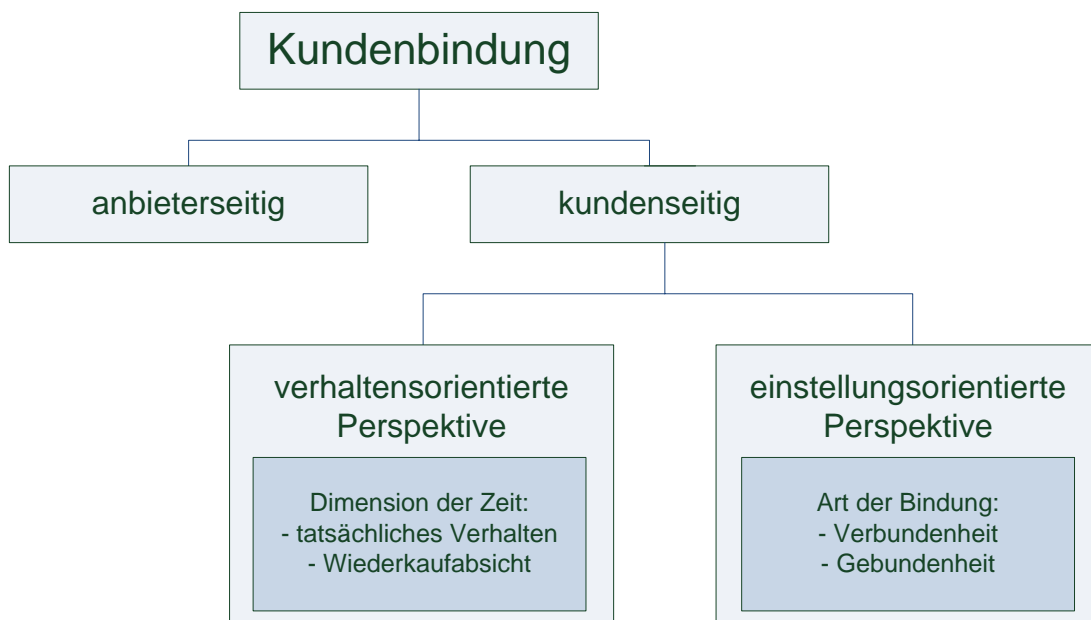 Kundenbindung
anbieterseitig
kundenseitig
verhaltensorientierte
Perspektive
Dimension der Zeit:
- tatsächliches Verhalten
- Wiederkaufabsicht
einstellungsorientierte
Perspektive
Art der Bindung:
- Verbundenheit
- Gebundenheit